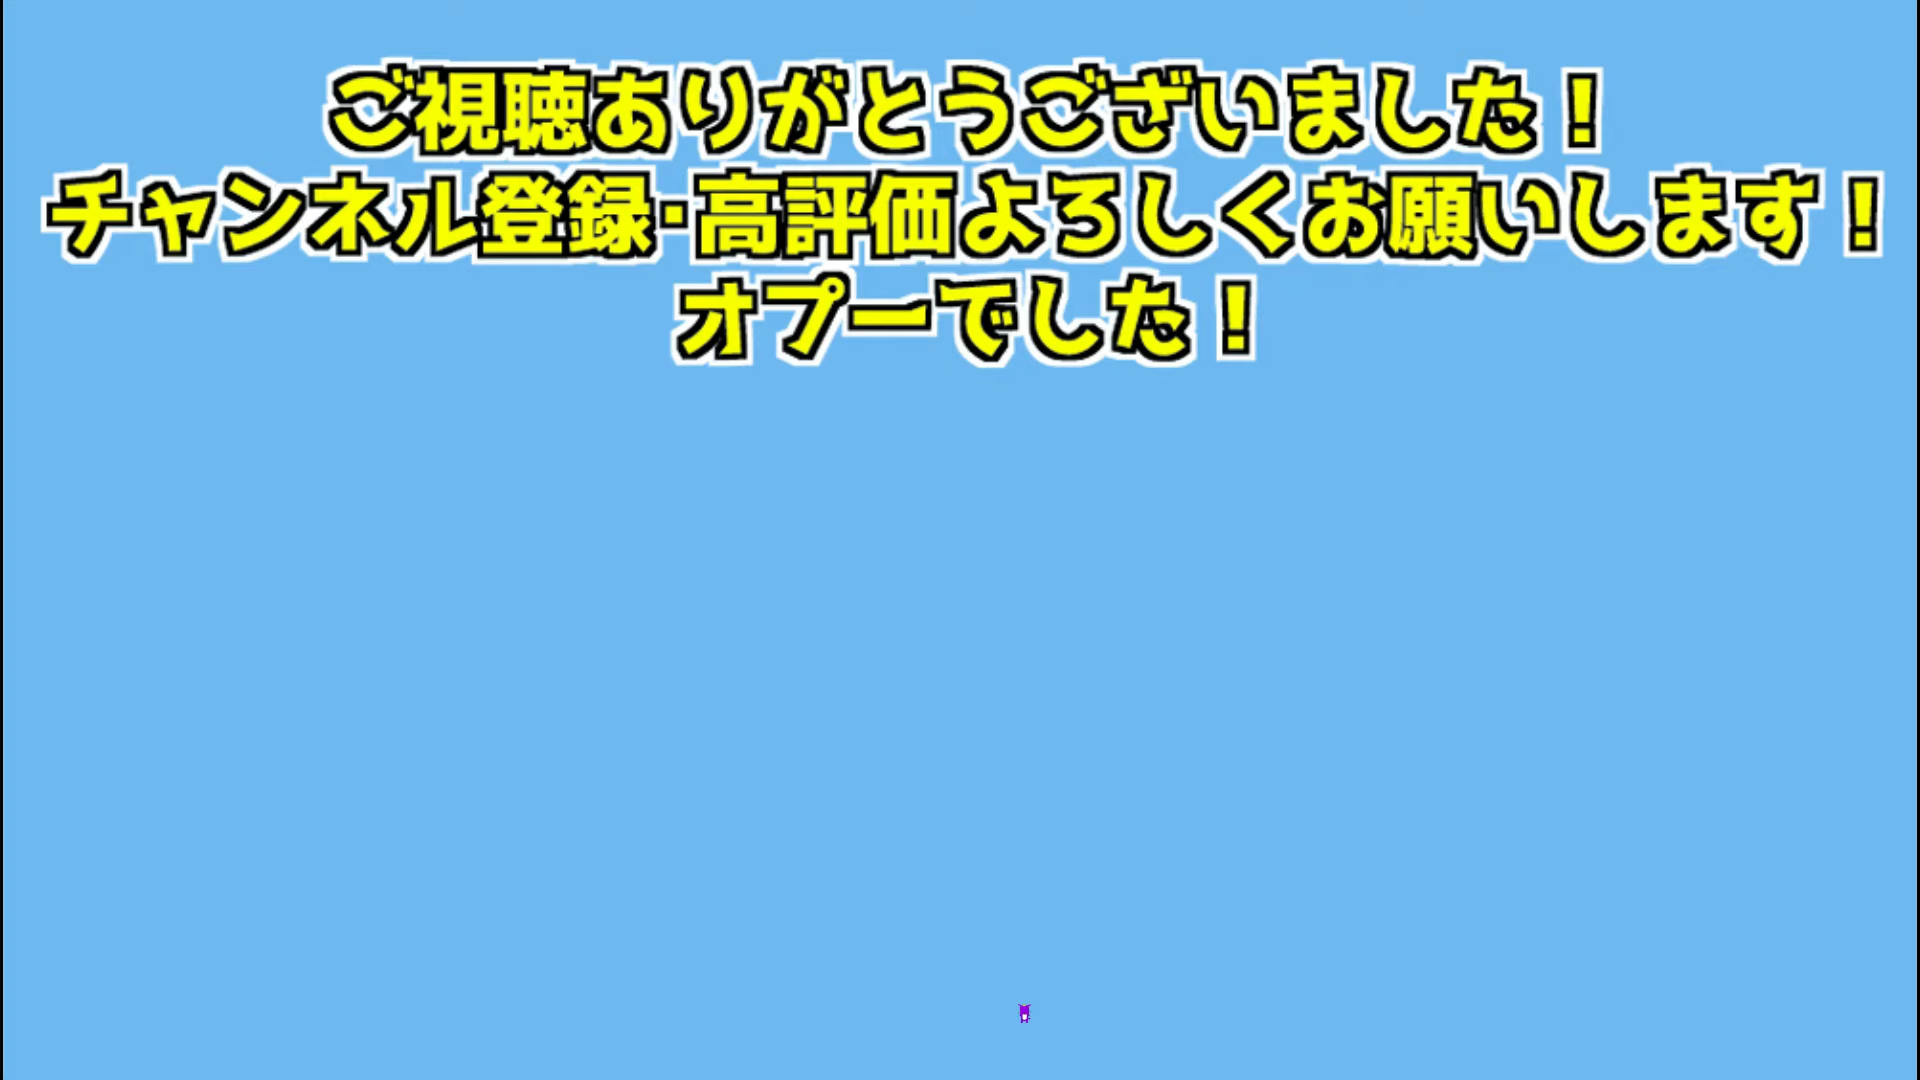 ご視聴ありがとうございました！
チャンネル登録・高評価よろしくお願いします！
オプーでした！